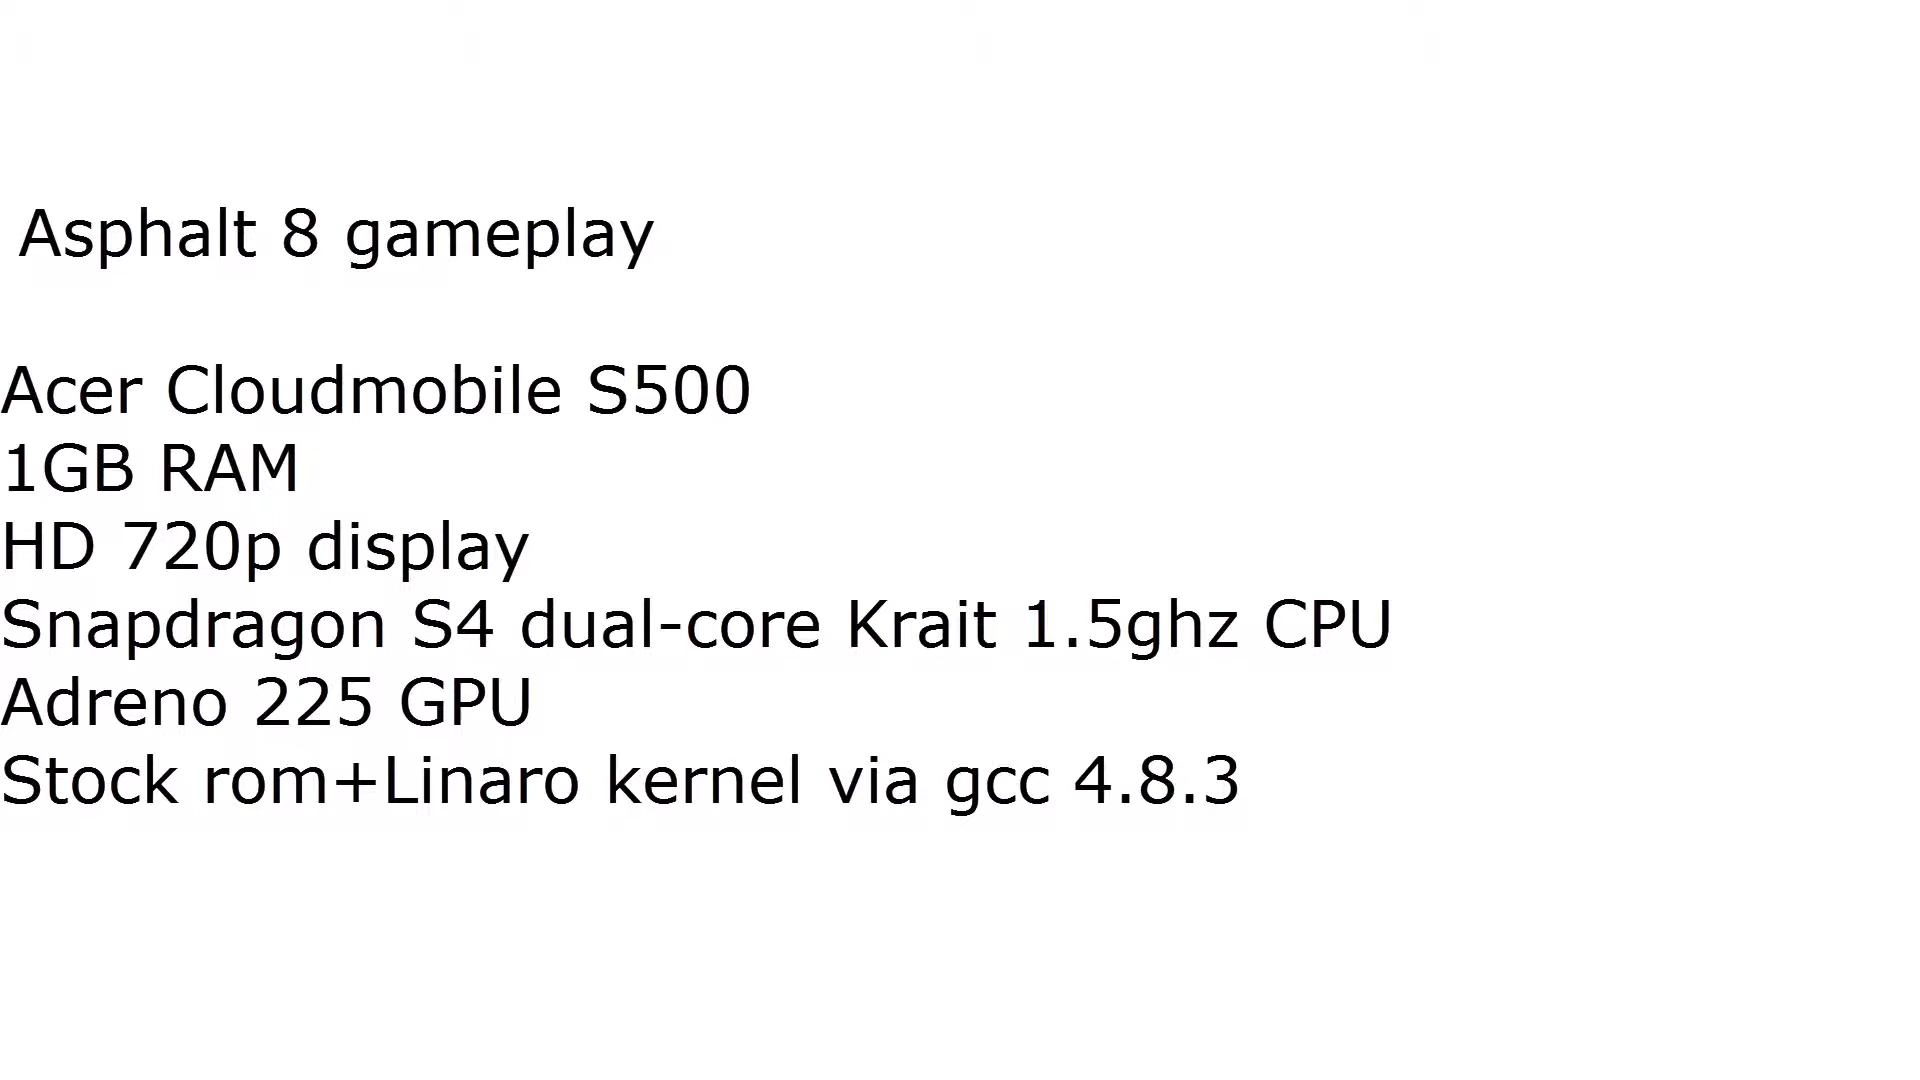 Asphalt 8 gameplay
Acer Cloudmobile S500
1GB RAM
HD 720p display
Snapdragon S4 dual-core Krait 1.5ghz CPU
Adreno 225 GPU
Stock rom+Linaro kernel via gcc 4.8.3